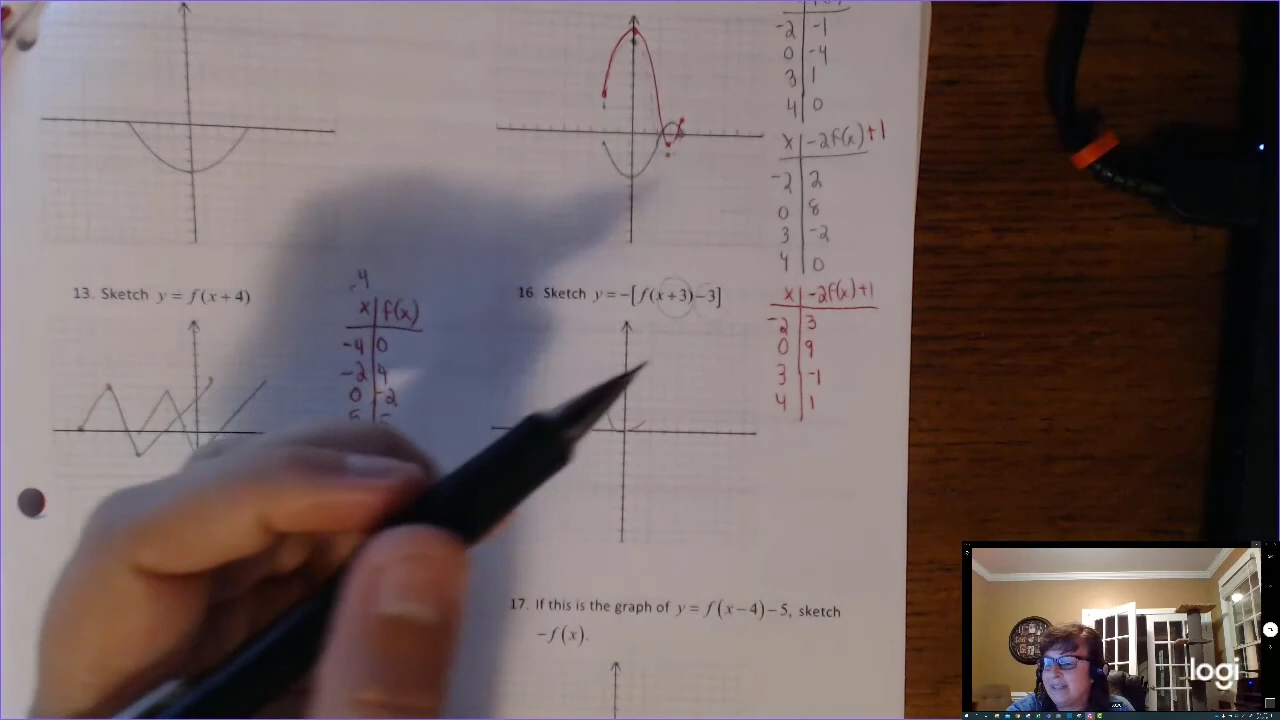 -2 -1
0 -4
3 1
4 0
x -2f(x)+1
-2 2
0 8
3 -2
4 0
13. Sketch y = f(x+4)
-4
x f(x)
-4 0
-2 4
0 -2
16. Sketch y = -[f(x+3)-3]
x -2f(x)+1
-2 3
0 9
3 -1
4 1
17. If this is the graph of y = f(x-4)-5, sketch
-f(x).
logi